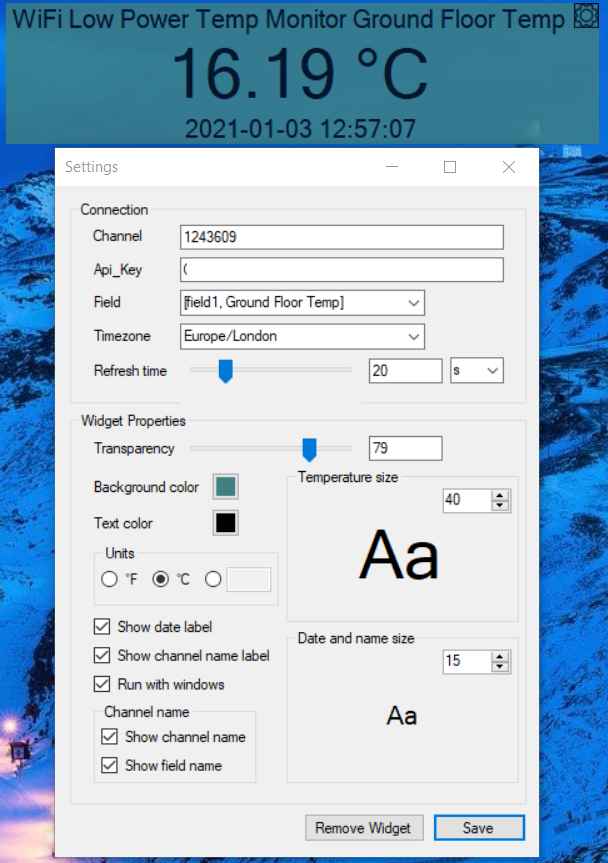 WiFi Low Power Temp Monitor Ground Floor Temp
16.19 °C
2021-01-03 12:57:07
Settings
Connection
Channel 1243609
Api_Key
Field [field1, Ground Floor Temp]
Timezone Europe/London
Refresh time 20 s
Widget Properties
Transparency 79
Background color
Text color
Units
°F °C
Show date label
Show channel name label
Run with windows
Channel name
Show channel name
Show field name
Temperature size
40
Aa
Date and name size
15
Aa
Remove Widget Save